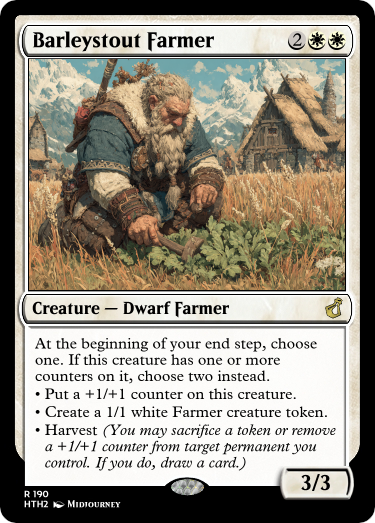 Barleystout Farmer 2
Creature — Dwarf Farmer
At the beginning of your end step, choose
one. If this creature has one or more
counters on it, choose two instead.
• Put a +1/+1 counter on this creature.
• Create a 1/1 white Farmer creature token.
• Harvest (You may sacrifice a token or remove
a +1/+1 counter from target permanent you
control. If you do, draw a card.)
3/3
R 190
HTH2 Midjourney